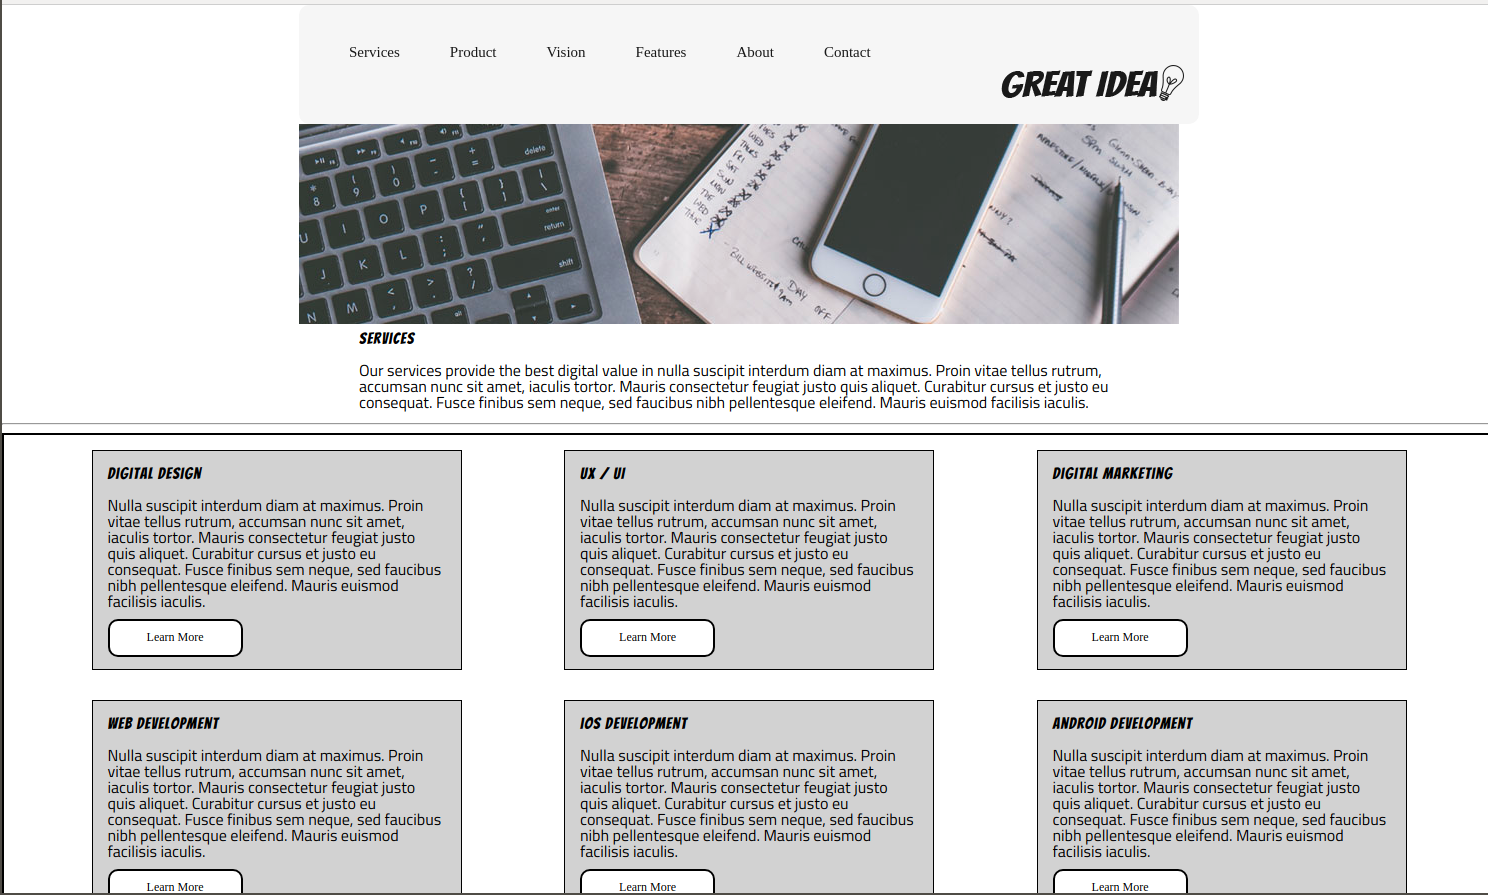 Services Product Vision Features About Contact
GREAT IDEA
delete
enter
return
shift
alt
TUES
WED
THURS
FRI
SAT
SUN
MON
TUE
WED
THUR
DAY OFF
SERVICES
Our services provide the best digital value in nulla suscipit interdum diam at maximus. Proin vitae tellus rutrum,
accumsan nunc sit amet, iaculis tortor. Mauris consectetur feugiat justo quis aliquet. Curabitur cursus et justo eu
consequat. Fusce finibus sem neque, sed faucibus nibh pellentesque eleifend. Mauris euismod facilisis iaculis.
DIGITAL DESIGN
Nulla suscipit interdum diam at maximus. Proin
vitae tellus rutrum, accumsan nunc sit amet,
iaculis tortor. Mauris consectetur feugiat justo
quis aliquet. Curabitur cursus et justo eu
consequat. Fusce finibus sem neque, sed faucibus
nibh pellentesque eleifend. Mauris euismod
facilisis iaculis.
Learn More
UX / UI
Nulla suscipit interdum diam at maximus. Proin
vitae tellus rutrum, accumsan nunc sit amet,
iaculis tortor. Mauris consectetur feugiat justo
quis aliquet. Curabitur cursus et justo eu
consequat. Fusce finibus sem neque, sed faucibus
nibh pellentesque eleifend. Mauris euismod
facilisis iaculis.
Learn More
DIGITAL MARKETING
Nulla suscipit interdum diam at maximus. Proin
vitae tellus rutrum, accumsan nunc sit amet,
iaculis tortor. Mauris consectetur feugiat justo
quis aliquet. Curabitur cursus et justo eu
consequat. Fusce finibus sem neque, sed faucibus
nibh pellentesque eleifend. Mauris euismod
facilisis iaculis.
Learn More
WEB DEVELOPMENT
Nulla suscipit interdum diam at maximus. Proin
vitae tellus rutrum, accumsan nunc sit amet,
iaculis tortor. Mauris consectetur feugiat justo
quis aliquet. Curabitur cursus et justo eu
consequat. Fusce finibus sem neque, sed faucibus
nibh pellentesque eleifend. Mauris euismod
facilisis iaculis.
Learn More
IOS DEVELOPMENT
Nulla suscipit interdum diam at maximus. Proin
vitae tellus rutrum, accumsan nunc sit amet,
iaculis tortor. Mauris consectetur feugiat justo
quis aliquet. Curabitur cursus et justo eu
consequat. Fusce finibus sem neque, sed faucibus
nibh pellentesque eleifend. Mauris euismod
facilisis iaculis.
Learn More
ANDROID DEVELOPMENT
Nulla suscipit interdum diam at maximus. Proin
vitae tellus rutrum, accumsan nunc sit amet,
iaculis tortor. Mauris consectetur feugiat justo
quis aliquet. Curabitur cursus et justo eu
consequat. Fusce finibus sem neque, sed faucibus
nibh pellentesque eleifend. Mauris euismod
facilisis iaculis.
Learn More